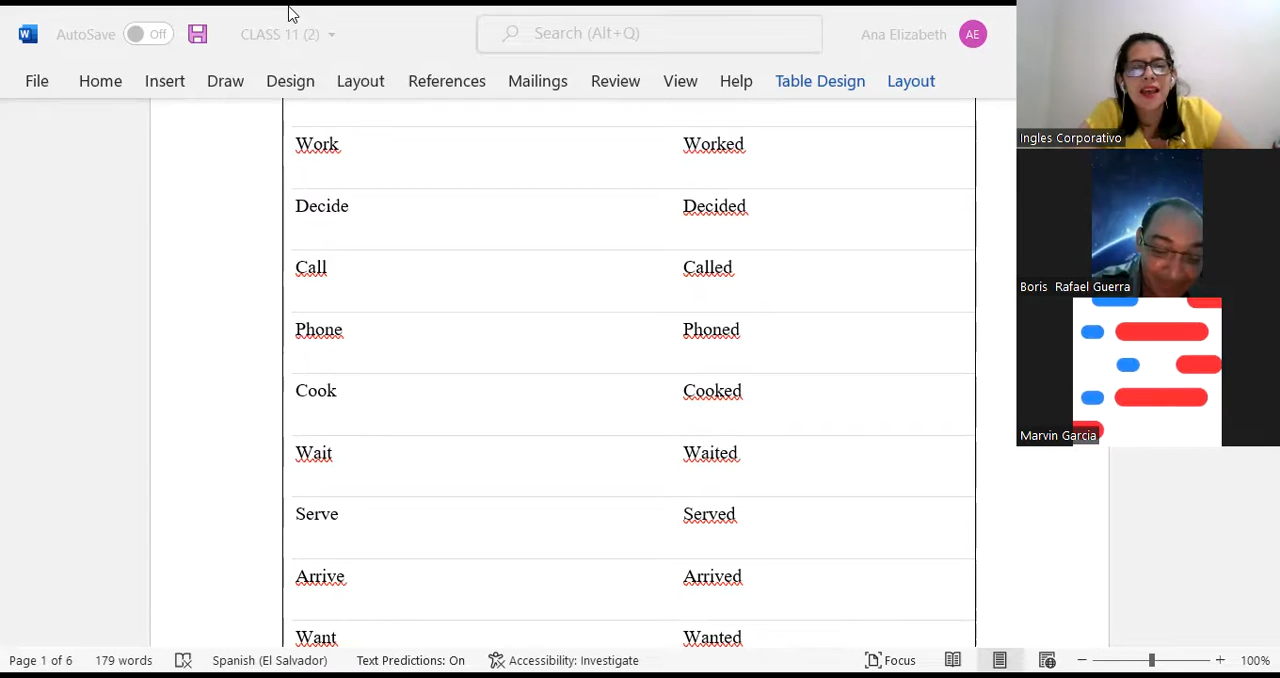 AutoSave Off CLASS 11 (2) Search (Alt+Q) Ana Elizabeth AE
File Home Insert Draw Design Layout References Mailings Review View Help Table Design Layout
Work Worked
Decide Decided
Call Called
Phone Phoned
Cook Cooked
Wait Waited
Serve Served
Arrive Arrived
Want Wanted
Ingles Corporativo
Boris Rafael Guerra
Marvin Garcia
Page 1 of 6 179 words Spanish (El Salvador) Text Predictions: On Accessibility: Investigate Focus 100%